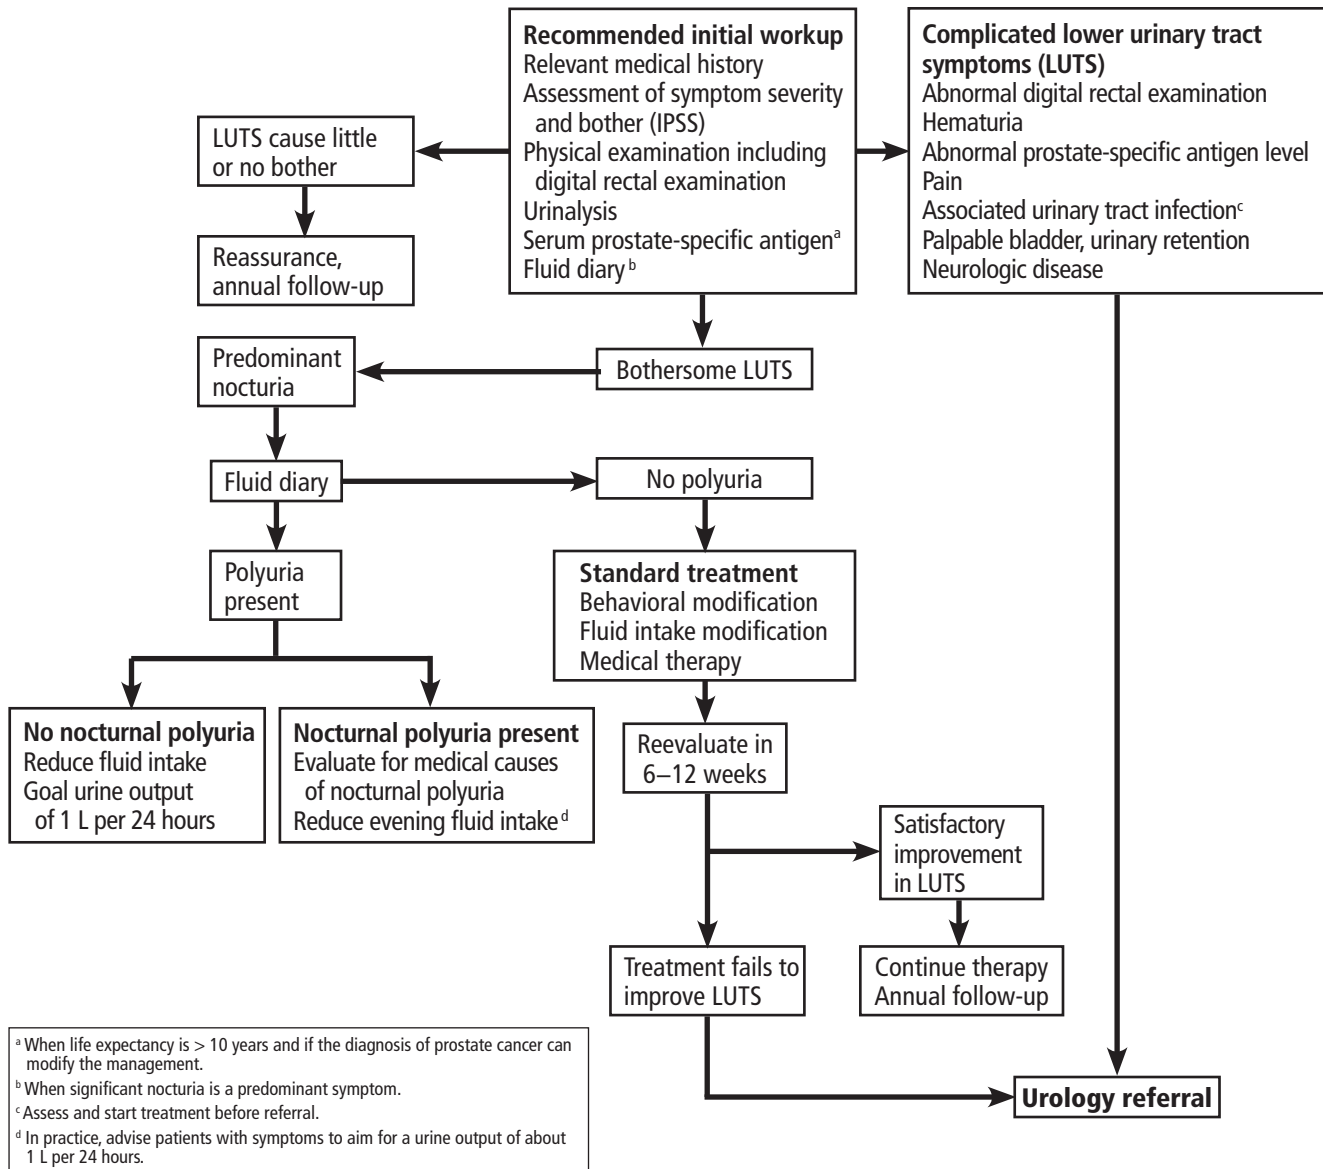 Recommended initial workup
Relevant medical history
Assessment of symptom severity
and bother (IPSS)
Physical examination including
digital rectal examination
Urinalysis
Serum prostate-specific antigenᵃ
Fluid diaryᵇ
Complicated lower urinary tract
symptoms (LUTS)
Abnormal digital rectal examination
Hematuria
Abnormal prostate-specific antigen level
Pain
Associated urinary tract infectionᶜ
Palpable bladder, urinary retention
Neurologic disease
LUTS cause little
or no bother
Reassurance,
annual follow-up
Bothersome LUTS
Predominant
nocturia
Fluid diary
No polyuria
Polyuria
present
Standard treatment
Behavioral modification
Fluid intake modification
Medical therapy
No nocturnal polyuria
Reduce fluid intake
Goal urine output
of 1 L per 24 hours
Nocturnal polyuria present
Evaluate for medical causes
of nocturnal polyuria
Reduce evening fluid intakeᵈ
Reevaluate in
6–12 weeks
Satisfactory
improvement
in LUTS
Treatment fails to
improve LUTS
Continue therapy
Annual follow-up
Urology referral
ᵃ When life expectancy is > 10 years and if the diagnosis of prostate cancer can
modify the management.
ᵇ When significant nocturia is a predominant symptom.
ᶜ Assess and start treatment before referral.
ᵈ In practice, advise patients with symptoms to aim for a urine output of about
1 L per 24 hours.